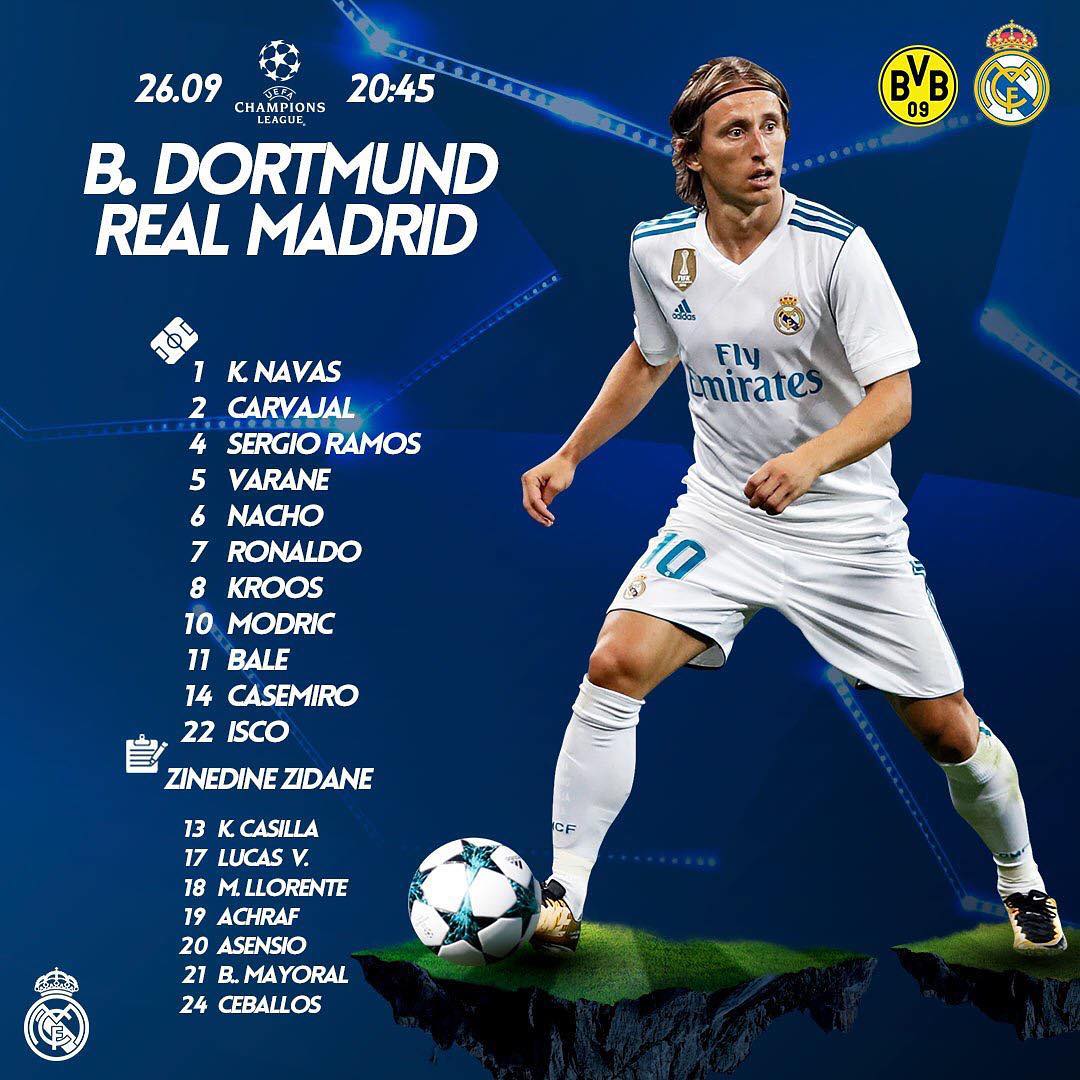 26.09
UEFA
CHAMPIONS
LEAGUE
20:45
BVB
09
B. DORTMUND
REAL MADRID
1 K. NAVAS
2 CARVAJAL
4 SERGIO RAMOS
5 VARANE
6 NACHO
7 RONALDO
8 KROOS
10 MODRIC
11 BALE
14 CASEMIRO
22 ISCO
ZINEDINE ZIDANE
13 K. CASILLA
17 LUCAS V.
18 M. LLORENTE
19 ACHRAF
20 ASENSIO
21 B. MAYORAL
24 CEBALLOS
FIFA
adidas
Fly
Emirates
10